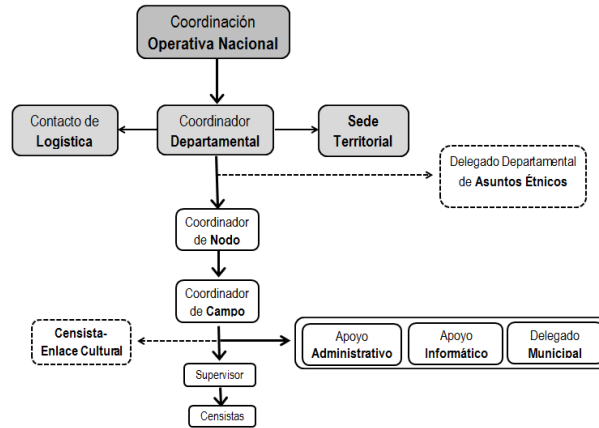 Coordinación
Operativa Nacional
Contacto de
Logística
Coordinador
Departamental
Sede
Territorial
Delegado Departamental
de Asuntos Étnicos
Coordinador
de Nodo
Coordinador
de Campo
Censista-
Enlace Cultural
Apoyo
Administrativo
Apoyo
Informático
Delegado
Municipal
Supervisor
Censistas